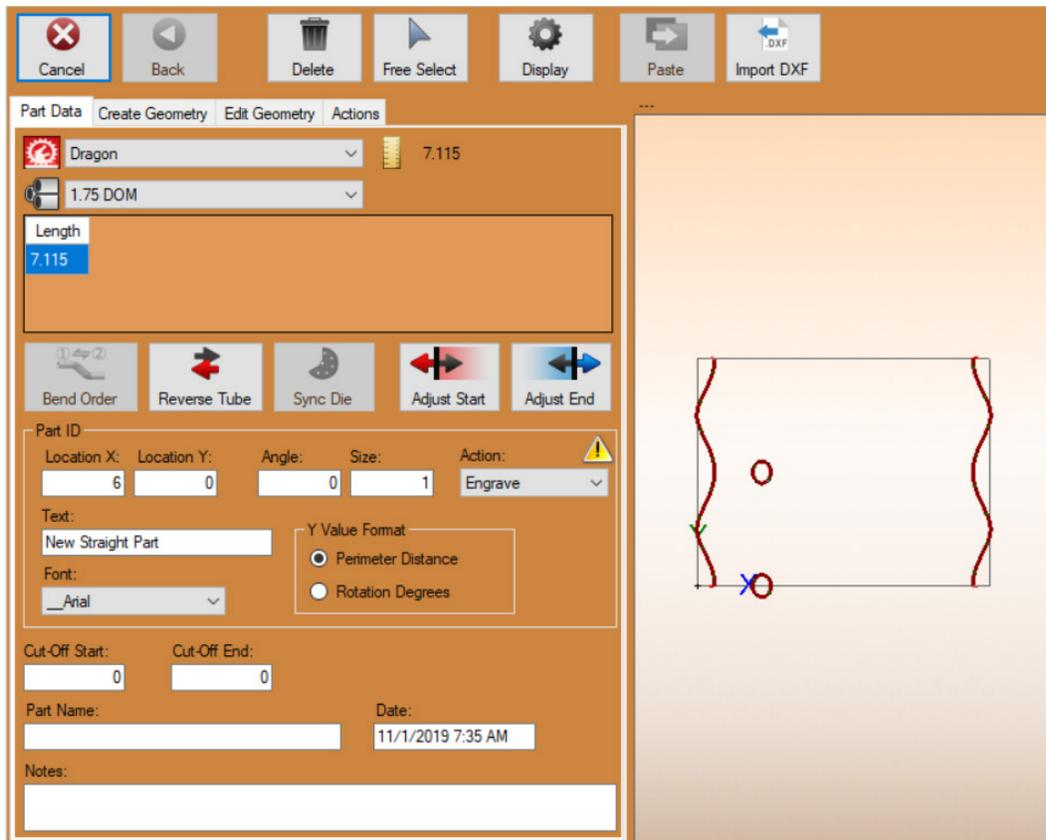 Cancel
Back
Delete
Free Select
Display
Paste
.DXF
Import DXF
Part Data
Create Geometry
Edit Geometry
Actions
---
Dragon
7.115
1.75 DOM
Length
7.115
① ⇌ ②
Bend Order
Reverse Tube
Sync Die
Adjust Start
Adjust End
Part ID
Location X:
Location Y:
Angle:
Size:
Action:
6
0
0
1
Engrave
Text:
New Straight Part
Y Value Format
Perimeter Distance
Font:
Rotation Degrees
__Arial
Cut-Off Start:
Cut-Off End:
0
0
Part Name:
Date:
11/1/2019 7:35 AM
Notes:
Y
X